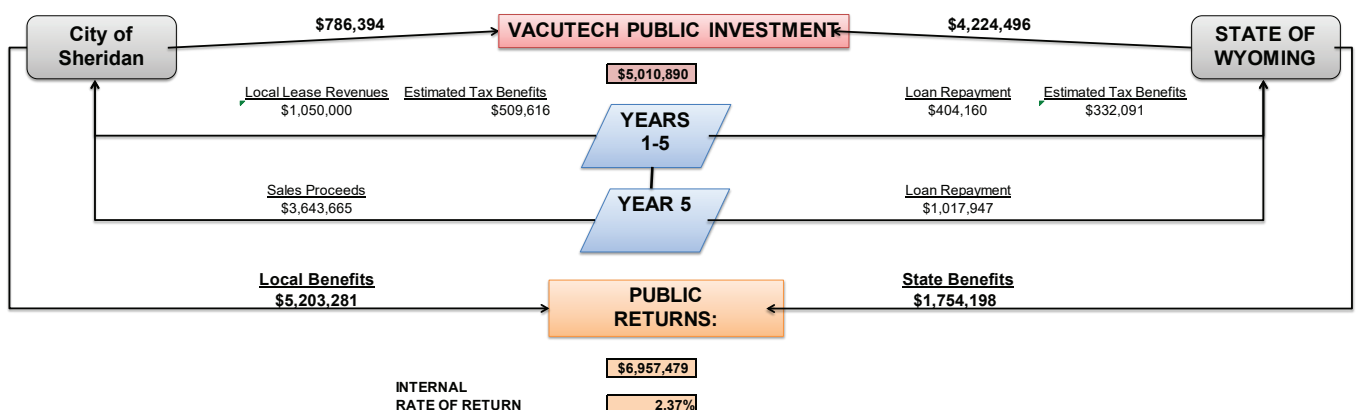 City of
Sheridan
$786,394
VACUTECH PUBLIC INVESTMENT
$4,224,496
STATE OF
WYOMING
$5,010,890
Local Lease Revenues Estimated Tax Benefits
$1,050,000 $509,616
YEARS
1-5
Loan Repayment Estimated Tax Benefits
$404,160 $332,091
Sales Proceeds
$3,643,665
YEAR 5
Loan Repayment
$1,017,947
Local Benefits
$5,203,281
PUBLIC
RETURNS:
State Benefits
$1,754,198
$6,957,479
INTERNAL
RATE OF RETURN 2.37%